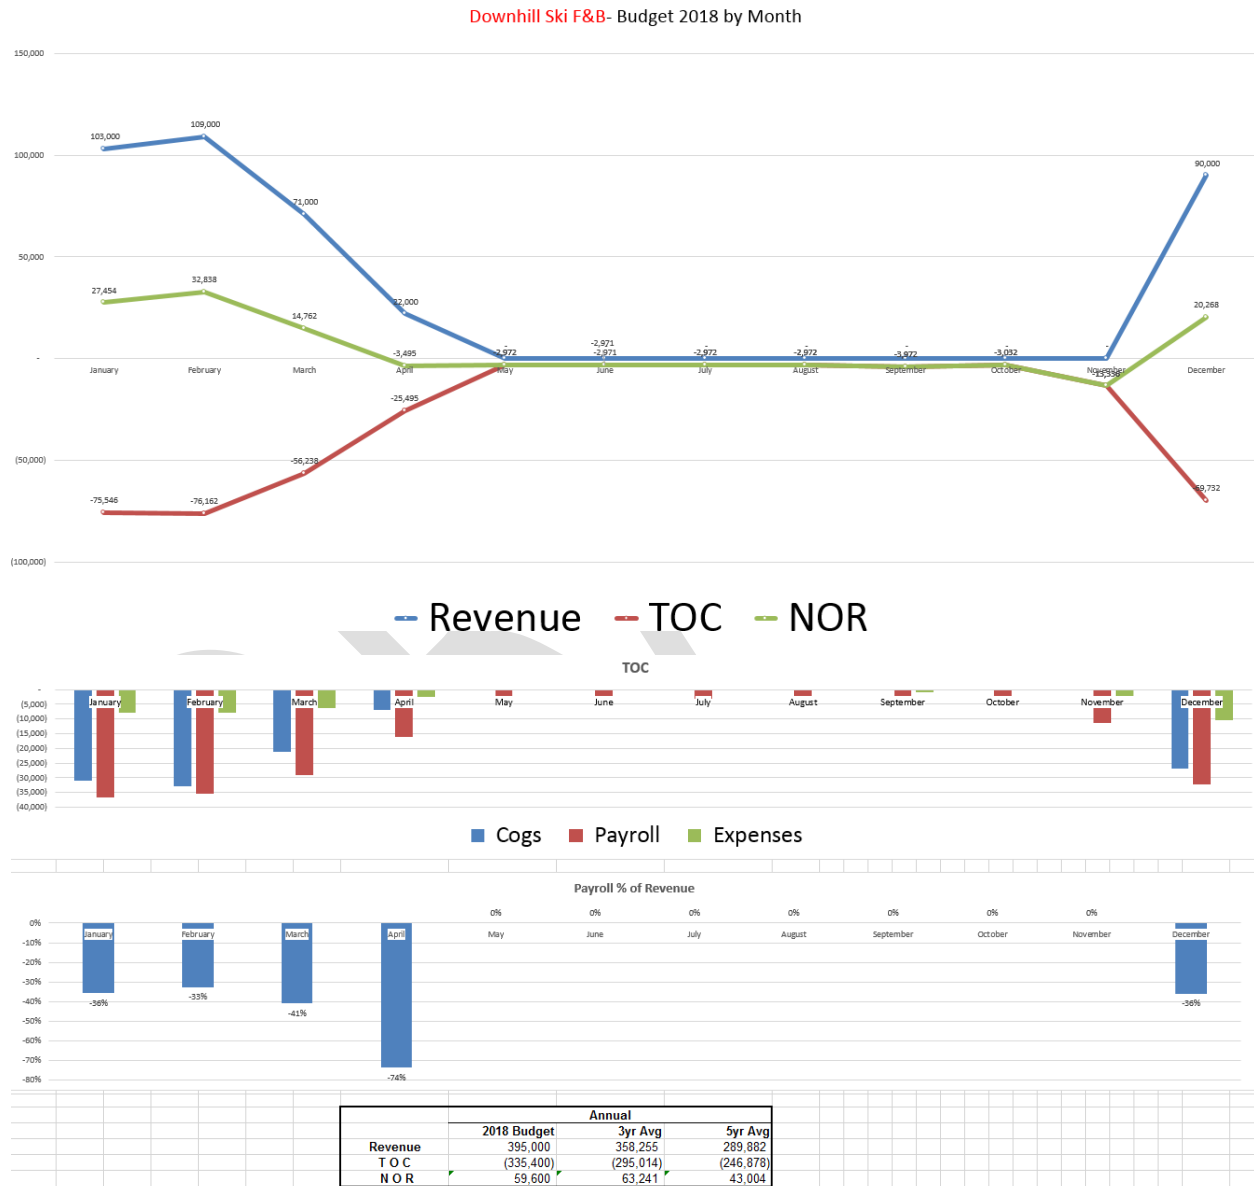 Downhill Ski F&B- Budget 2018 by Month
150,000
109,000
103,000
100,000
90,000
71,000
50,000
32,838
27,454
22,000
20,268
14,762
-2,971
-3,495 -2,972 -2,971 -2,972 -2,972 -3,972 -3,032 -
- - - - - -
January February March April May June July August September October November December
-13,336
-25,495
(50,000)
-56,238
-75,546 -76,162 -69,732
(100,000)
Revenue TOC NOR
TOC
-
January February March April May June July August September October November December
(5,000)
(10,000)
(15,000)
(20,000)
(25,000)
(30,000)
(35,000)
(40,000)
Cogs Payroll Expenses
Payroll % of Revenue
0% 0% 0% 0% 0% 0% 0%
0%
January February March April May June July August September October November December
-10%
-20%
-30%
-36% -33% -41% -36%
-40%
-50%
-60%
-70%
-74%
-80%
Annual
2018 Budget 3yr Avg 5yr Avg
Revenue 395,000 358,255 289,882
T O C (335,400) (295,014) (246,878)
N O R 59,600 63,241 43,004